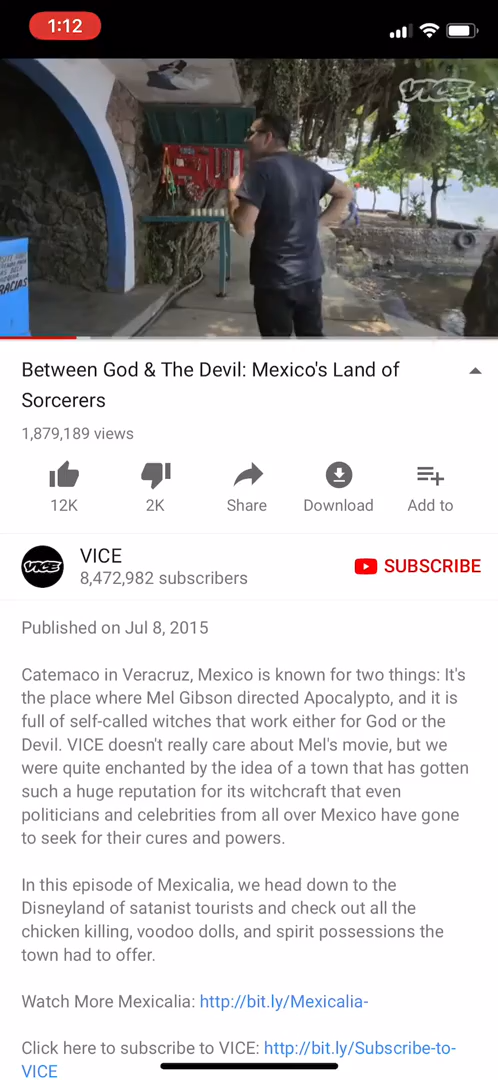 1:12
VICE
RACIAS
Between God & The Devil: Mexico's Land of
Sorcerers
1,879,189 views
12K
2K
Share
Download
Add to
VICE
VICE
8,472,982 subscribers
SUBSCRIBE
Published on Jul 8, 2015
Catemaco in Veracruz, Mexico is known for two things: It's
the place where Mel Gibson directed Apocalypto, and it is
full of self-called witches that work either for God or the
Devil. VICE doesn't really care about Mel's movie, but we
were quite enchanted by the idea of a town that has gotten
such a huge reputation for its witchcraft that even
politicians and celebrities from all over Mexico have gone
to seek for their cures and powers.
In this episode of Mexicalia, we head down to the
Disneyland of satanist tourists and check out all the
chicken killing, voodoo dolls, and spirit possessions the
town had to offer.
Watch More Mexicalia: http://bit.ly/Mexicalia-
Click here to subscribe to VICE: http://bit.ly/Subscribe-to-
VICE